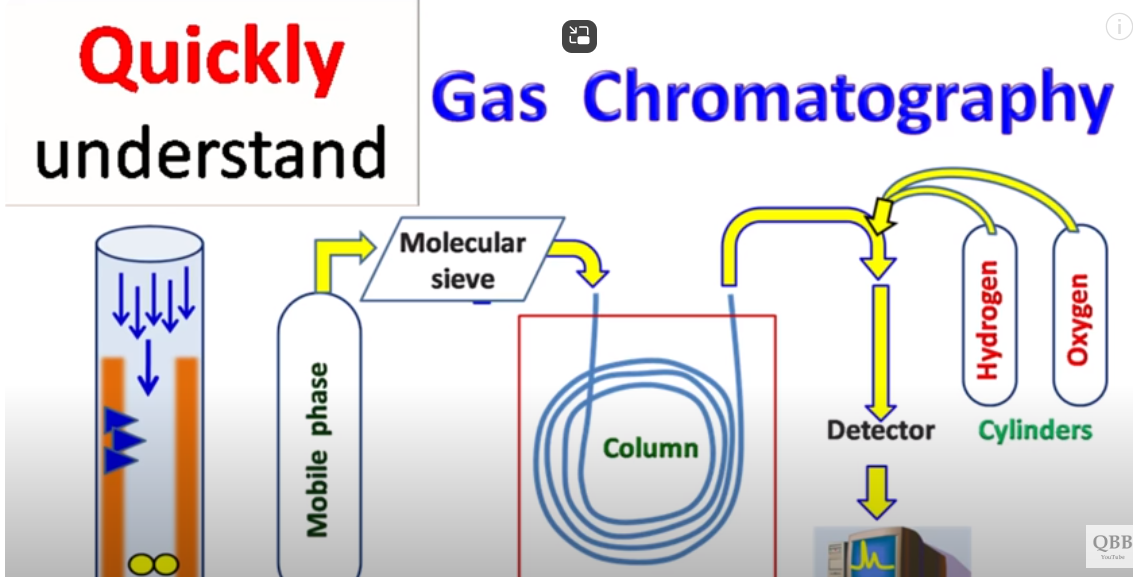 Quickly
understand
Gas Chromatography
Molecular
sieve
Mobile phase
Column
Hydrogen
Oxygen
Detector
Cylinders
QBB
YouTube